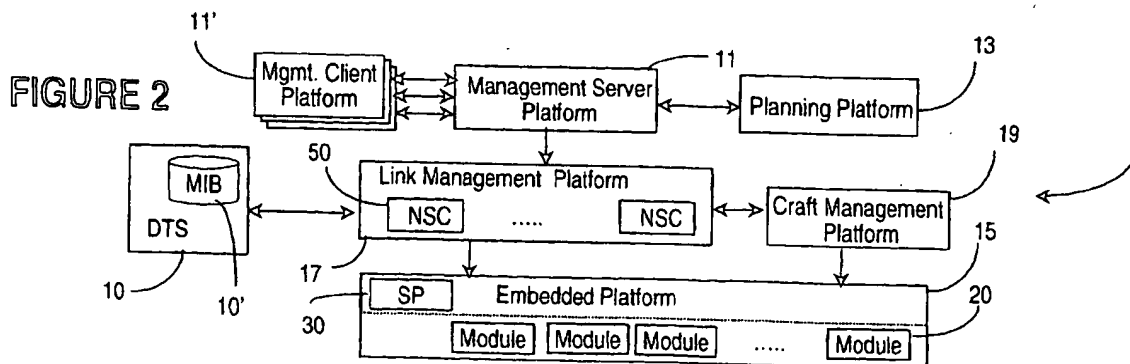 FIGURE 2
11'
Mgmt. Client
Platform
11
Management Server
Platform
13
Planning Platform
MIB
DTS
10
10'
50
Link Management Platform
NSC
.....
NSC
17
19
Craft Management
Platform
15
30
SP
Embedded Platform
20
Module
Module
Module
.....
Module